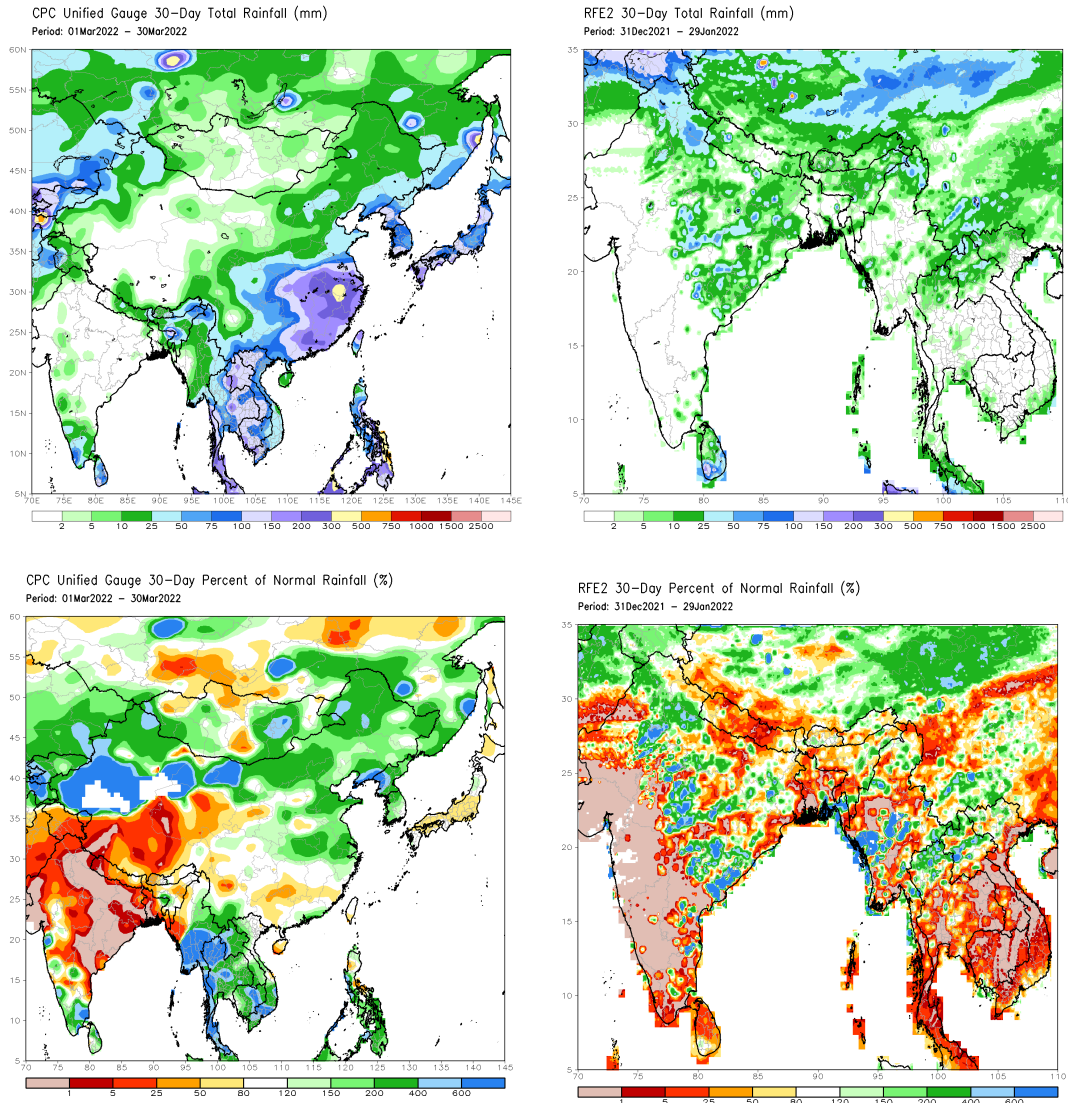 CPC Unified Gauge 30-Day Total Rainfall (mm)
Period: 01Mar2022 – 30Mar2022
60N
55N
50N
45N
40N
35N
30N
25N
20N
15N
10N
5N
70E 75E 80E 85E 90E 95E 100E 105E 110E 115E 120E 125E 130E 135E 140E 145E
2 5 10 25 50 75 100 150 200 300 500 750 1000 1500 2500
RFE2 30-Day Total Rainfall (mm)
Period: 31Dec2021 – 29Jan2022
35
30
25
20
15
10
5
70 75 80 85 90 95 100 105 110
2 5 10 25 50 75 100 150 200 300 500 750 1000 1500 2500
CPC Unified Gauge 30-Day Percent of Normal Rainfall (%)
Period: 01Mar2022 – 30Mar2022
60
55
50
45
40
35
30
25
20
15
10
5
70 75 80 85 90 95 100 105 110 115 120 125 130 135 140 145
1 5 25 50 80 120 150 200 400 600
RFE2 30-Day Percent of Normal Rainfall (%)
Period: 31Dec2021 – 29Jan2022
35
30
25
20
15
10
5
70 75 80 85 90 95 100 105 110
1 5 25 50 80 120 150 200 400 600